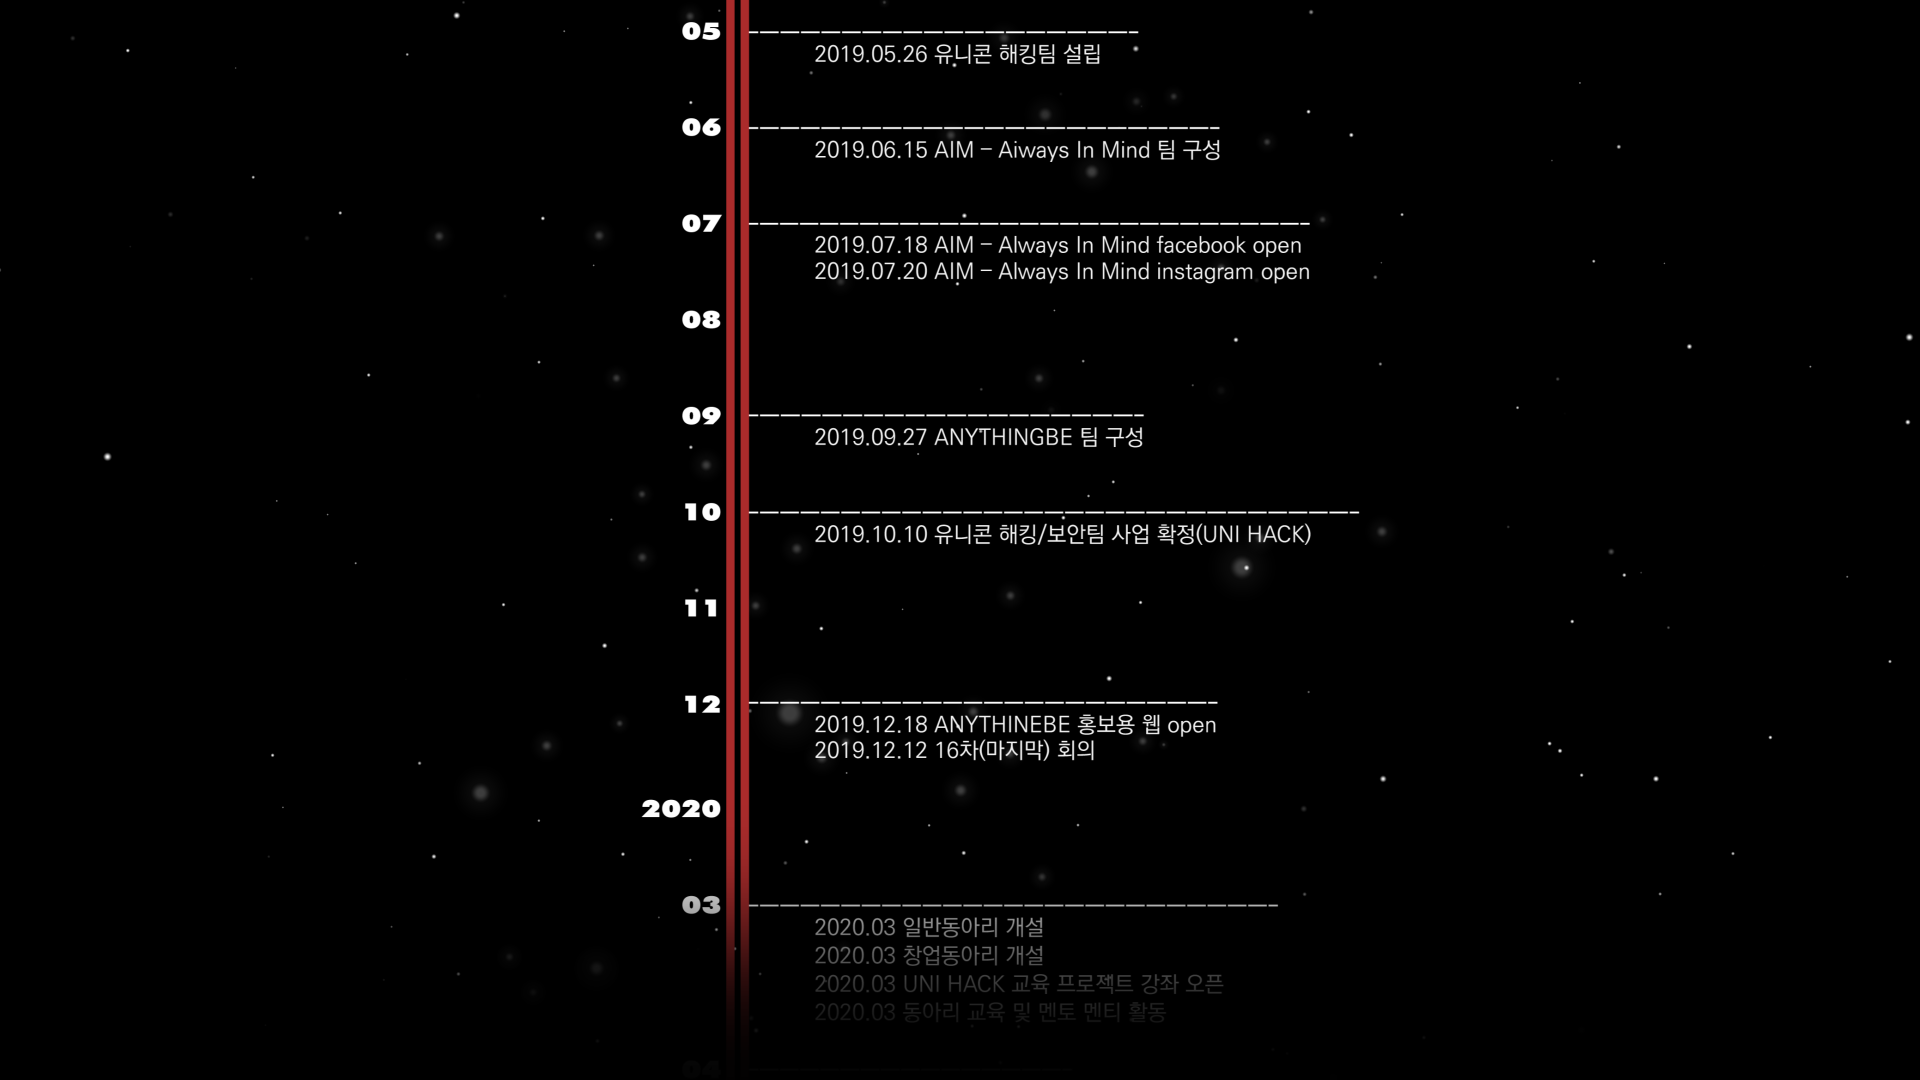 05
2019.05.26 유니콘 해킹팀 설립
06
2019.06.15 AIM - Aiways In Mind 팀 구성
07
2019.07.18 AIM - Always In Mind facebook open
2019.07.20 AIM - Always In Mind instagram open
08
09
2019.09.27 ANYTHINGBE 팀 구성
10
2019.10.10 유니콘 해킹/보안팀 사업 확정(UNI HACK)
11
12
2019.12.18 ANYTHINEBE 홍보용 웹 open
2019.12.12 16차(마지막) 회의
2020
03
2020.03 일반동아리 개설
2020.03 창업동아리 개설
2020.03 UNI HACK 교육 프로젝트 강좌 오픈
2020.03 동아리 교육 및 멘토 멘티 활동
04